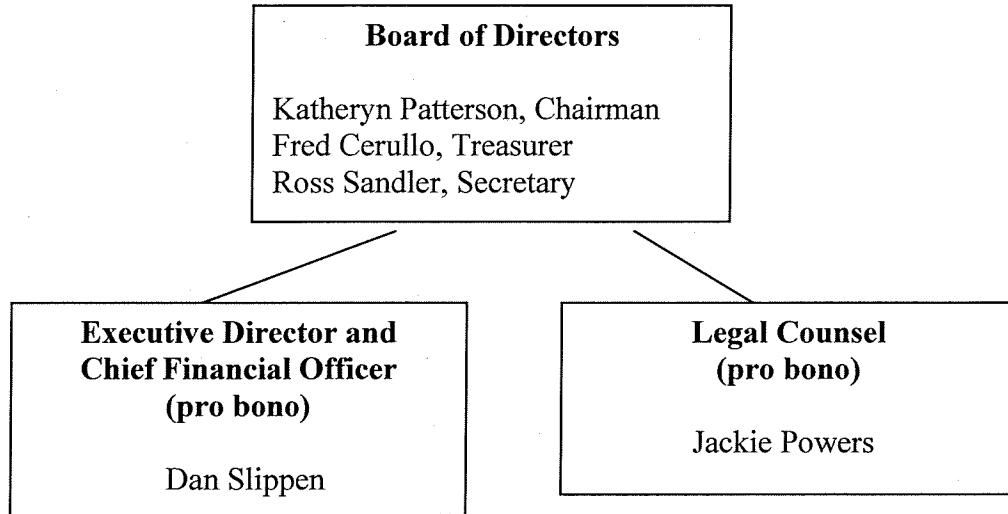 Board of Directors
Katheryn Patterson, Chairman
Fred Cerullo, Treasurer
Ross Sandler, Secretary
Executive Director and
Chief Financial Officer
(pro bono)
Dan Slippen
Legal Counsel
(pro bono)
Jackie Powers